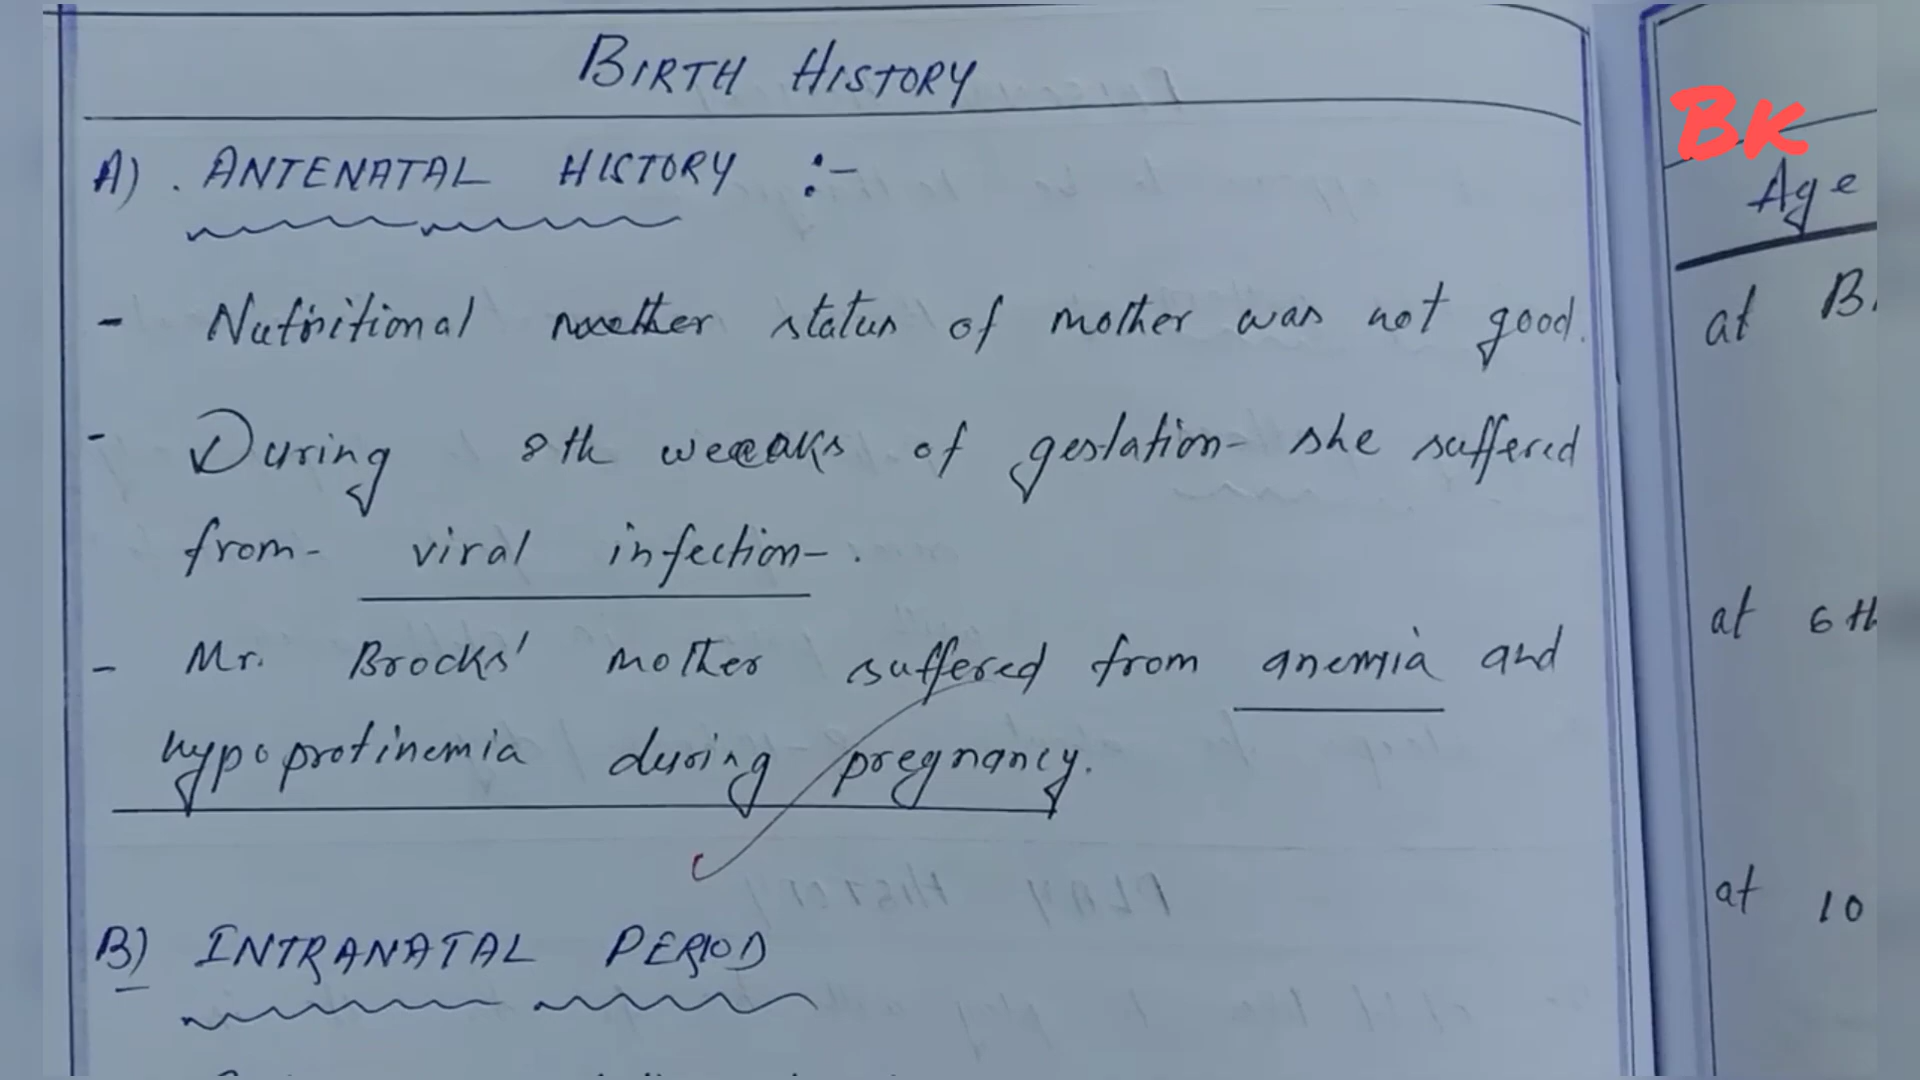 BIRTH HISTORY
A) . ANTENATAL HISTORY :-
- Nutritional status of mother was not good.
- During 8th weeaks of gestation- she suffered
from- viral infection- .
- Mr. Brocks' mother suffered from anemia and
hypoprotinemia during pregnancy.
B) INTRANATAL PERIOD
BK
Age
at B.
at 6th
at 10